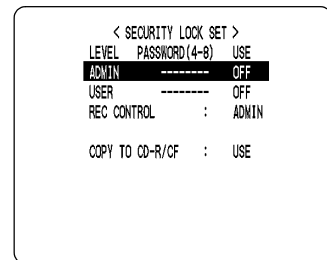 < SECURITY LOCK SET >
LEVEL PASSWORD(4-8) USE
ADMIN -------- OFF
USER -------- OFF
REC CONTROL : ADMIN
COPY TO CD-R/CF : USE